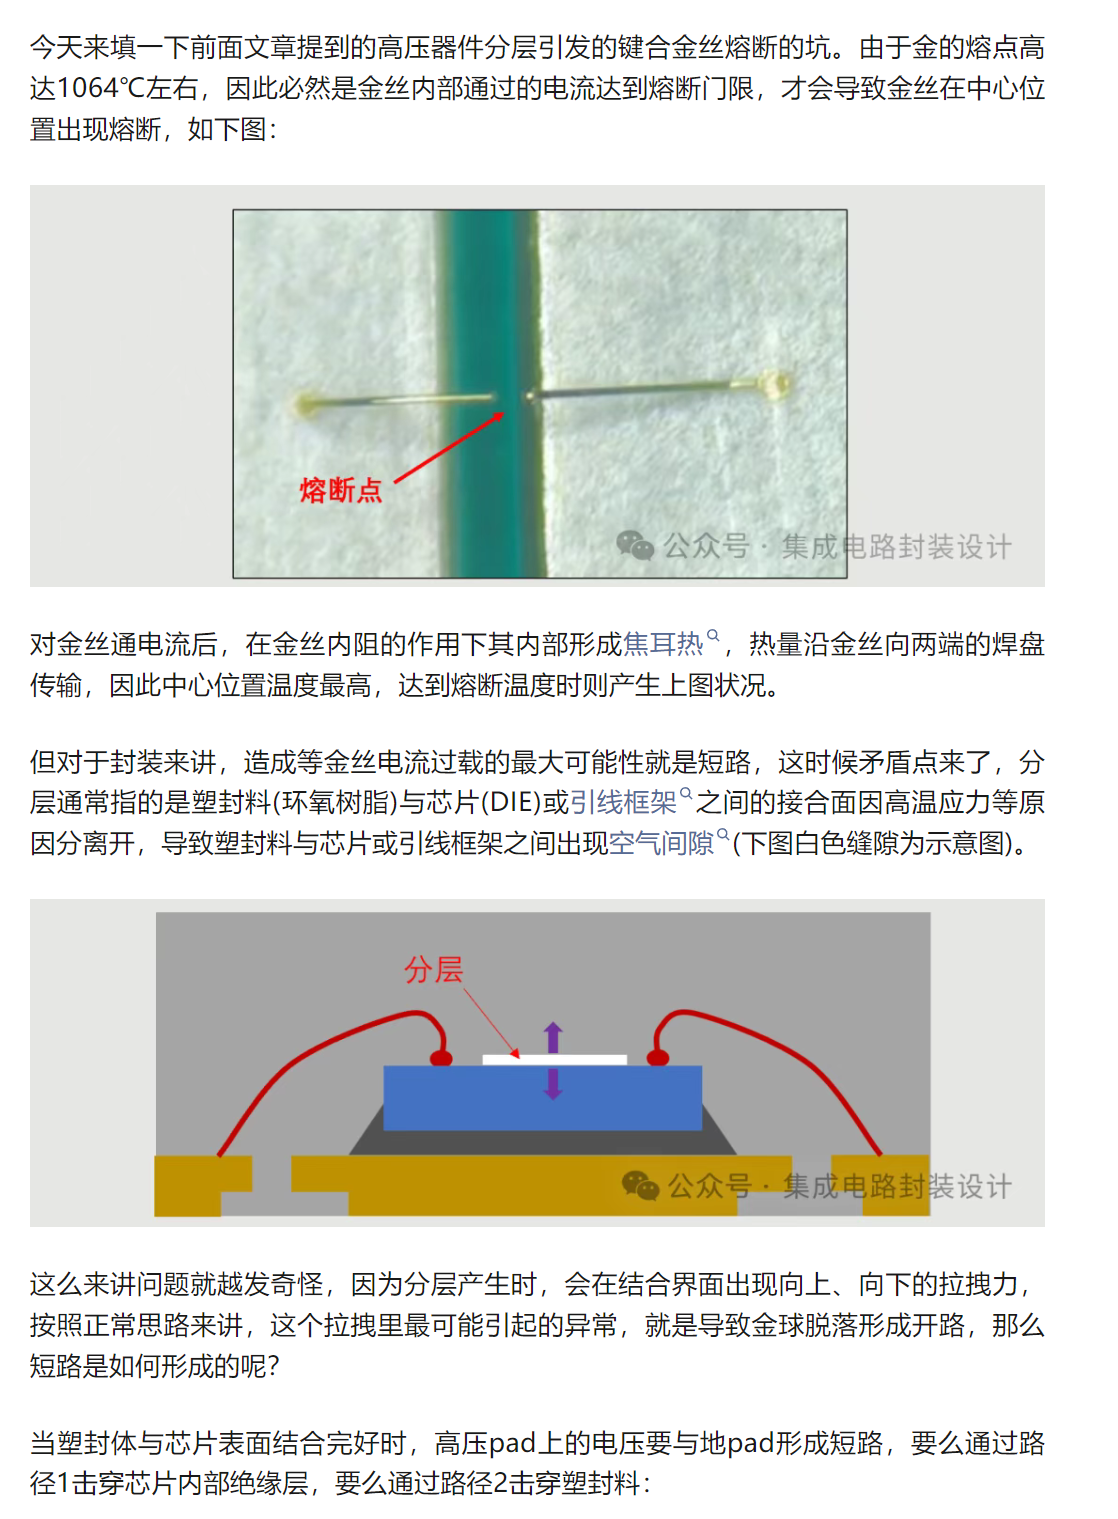 今天来填一下前面文章提到的高压器件分层引发的键合金丝熔断的坑。由于金的熔点高
达1064℃左右，因此必然是金丝内部通过的电流达到熔断门限，才会导致金丝在中心位
置出现熔断，如下图：
熔断点
公众号 · 集成电路封装设计
对金丝通电流后，在金丝内阻的作用下其内部形成焦耳热，热量沿金丝向两端的焊盘
传输，因此中心位置温度最高，达到熔断温度时则产生上图状况。
但对于封装来讲，造成等金丝电流过载的最大可能性就是短路，这时候矛盾点来了，分
层通常指的是塑封料(环氧树脂)与芯片(DIE)或引线框架之间的接合面因高温应力等原
因分离开，导致塑封料与芯片或引线框架之间出现空气间隙(下图白色缝隙为示意图)。
分层
公众号 · 集成电路封装设计
这么来讲问题就越发奇怪，因为分层产生时，会在结合界面出现向上、向下的拉拽力，
按照正常思路来讲，这个拉拽里最可能引起的异常，就是导致金球脱落形成开路，那么
短路是如何形成的呢？
当塑封体与芯片表面结合完好时，高压pad上的电压要与地pad形成短路，要么通过路
径1击穿芯片内部绝缘层，要么通过路径2击穿塑封料：